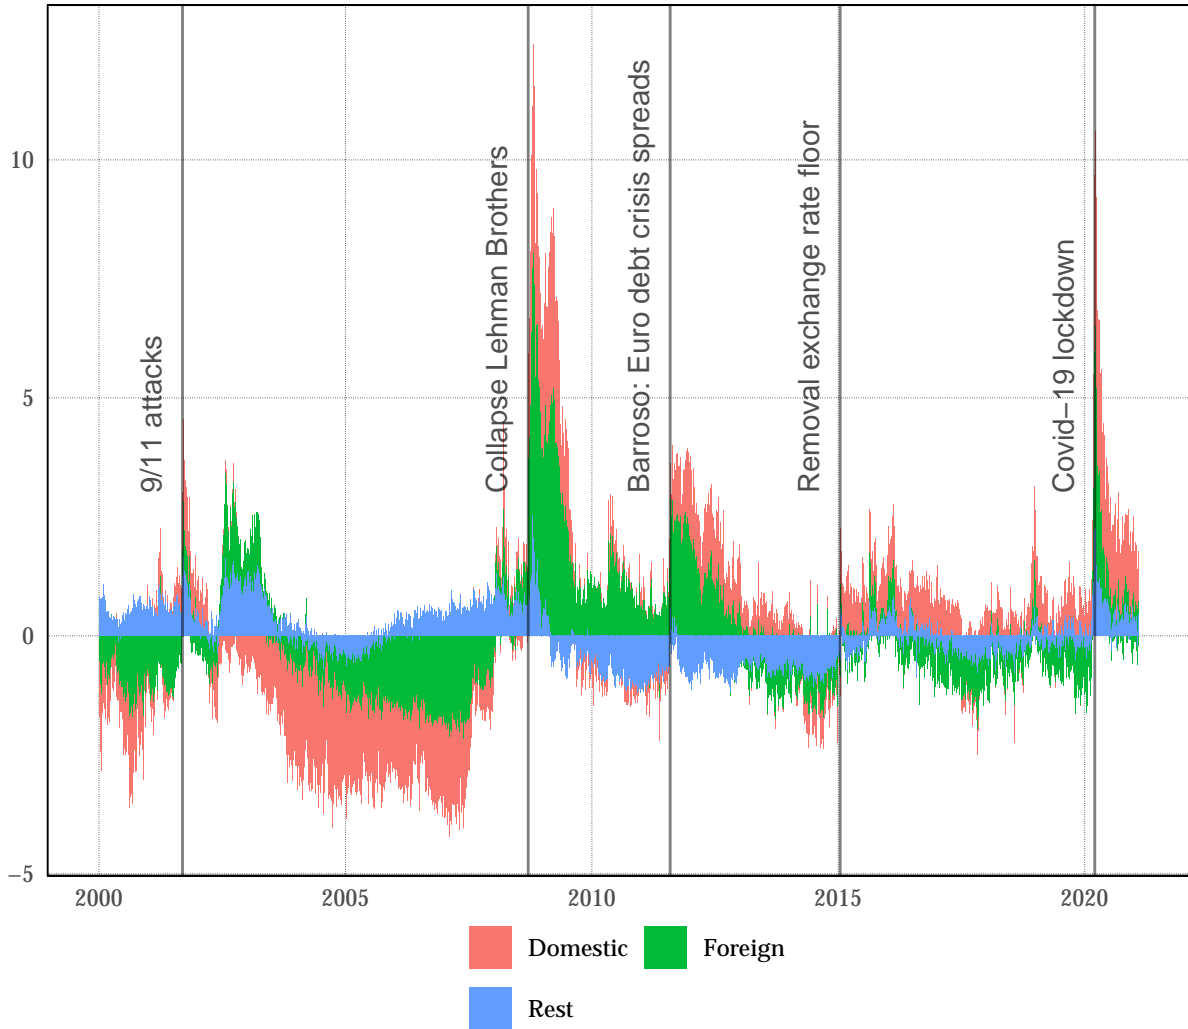 10
5
0
−5
9/11 attacks
Collapse Lehman Brothers
Barroso: Euro debt crisis spreads
Removal exchange rate floor
Covid−19 lockdown
2000
2005
2010
2015
2020
Domestic
Foreign
Rest